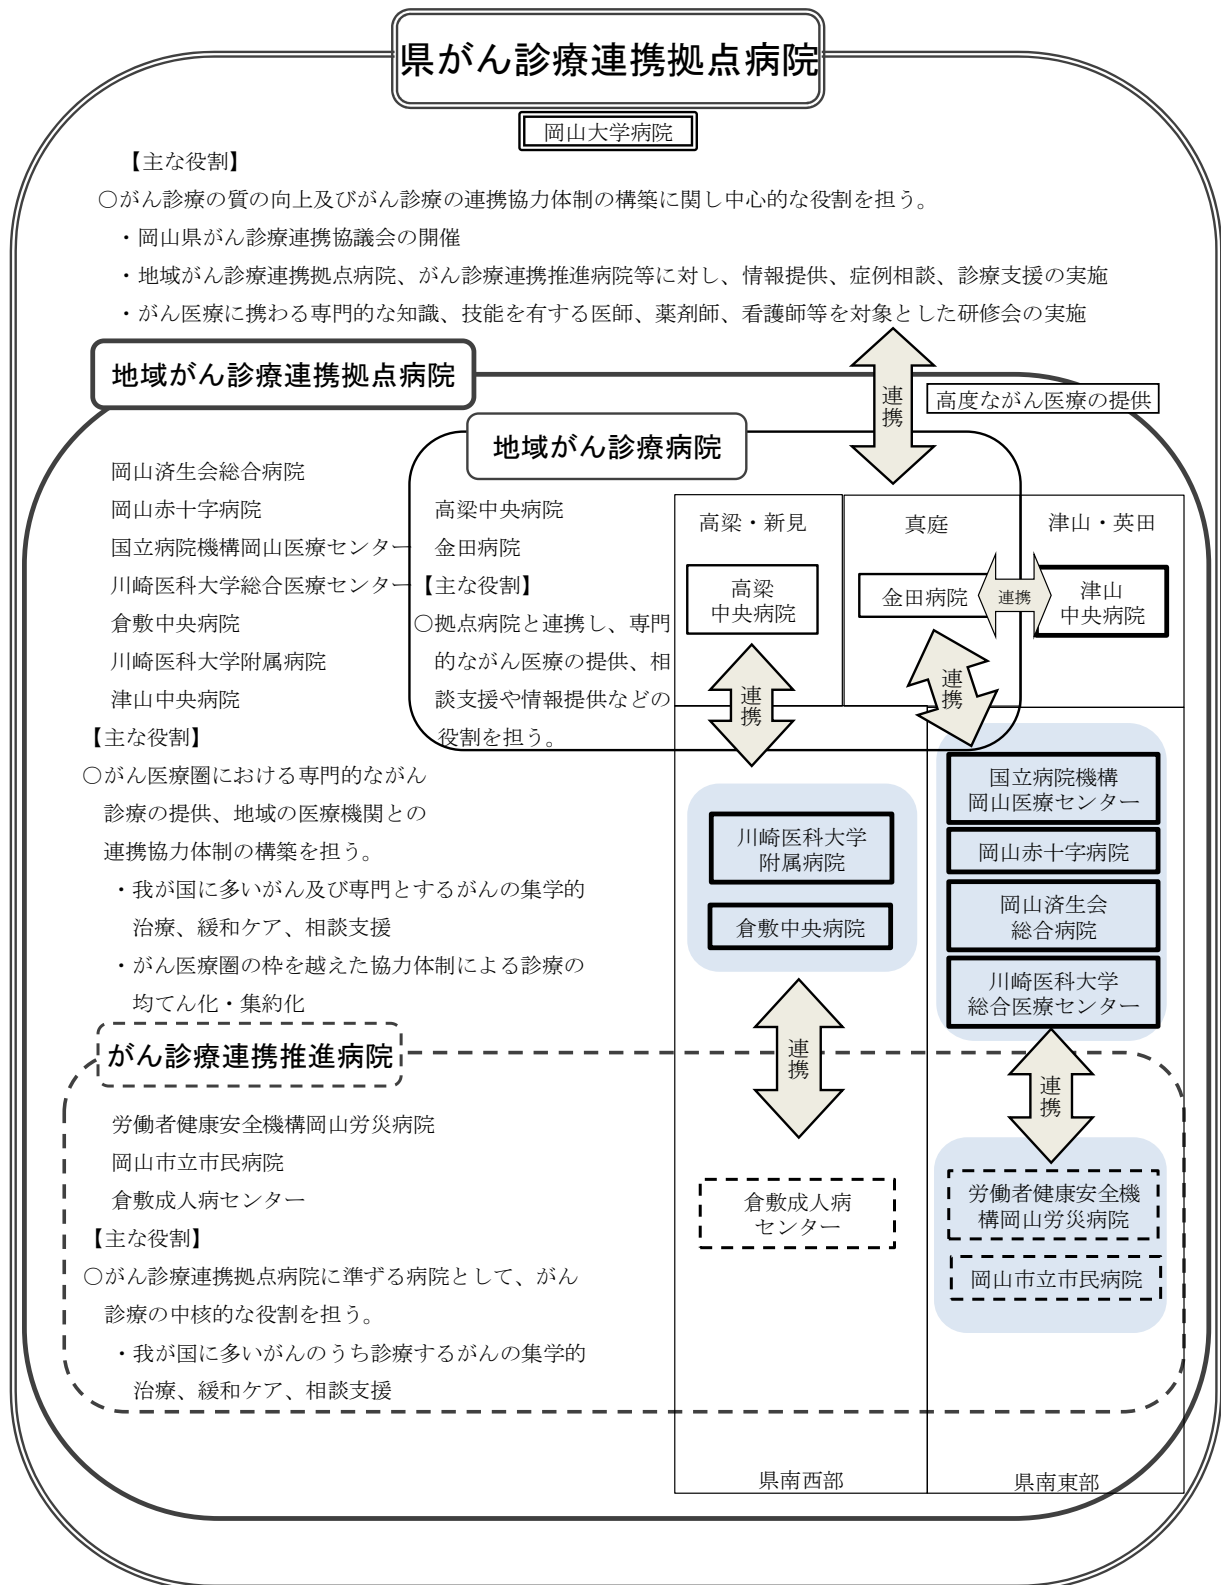 県がん診療連携拠点病院
岡山大学病院
【主な役割】
○がん診療の質の向上及びがん診療の連携協力体制の構築に関し中心的な役割を担う。
・岡山県がん診療連携協議会の開催
・地域がん診療連携拠点病院、がん診療連携推進病院等に対し、情報提供、症例相談、診療支援の実施
・がん医療に携わる専門的な知識、技能を有する医師、薬剤師、看護師等を対象とした研修会の実施
連携
高度ながん医療の提供
地域がん診療連携拠点病院
岡山済生会総合病院
岡山赤十字病院
国立病院機構岡山医療センター
川崎医科大学総合医療センター
倉敷中央病院
川崎医科大学附属病院
津山中央病院
【主な役割】
○がん医療圏における専門的ながん
診療の提供、地域の医療機関との
連携協力体制の構築を担う。
・我が国に多いがん及び専門とするがんの集学的
治療、緩和ケア、相談支援
・がん医療圏の枠を越えた協力体制による診療の
均てん化・集約化
地域がん診療病院
高梁中央病院
金田病院
【主な役割】
○拠点病院と連携し、専門
的ながん医療の提供、相
談支援や情報提供などの
役割を担う。
高梁・新見
高梁
中央病院
連携
真庭
金田病院
連携
連携
津山・英田
津山
中央病院
川崎医科大学
附属病院
倉敷中央病院
連携
国立病院機構
岡山医療センター
岡山赤十字病院
岡山済生会
総合病院
川崎医科大学
総合医療センター
連携
がん診療連携推進病院
労働者健康安全機構岡山労災病院
岡山市立市民病院
倉敷成人病センター
【主な役割】
○がん診療連携拠点病院に準ずる病院として、がん
診療の中核的な役割を担う。
・我が国に多いがんのうち診療するがんの集学的
治療、緩和ケア、相談支援
倉敷成人病
センター
労働者健康安全機
構岡山労災病院
岡山市立市民病院
県南西部
県南東部